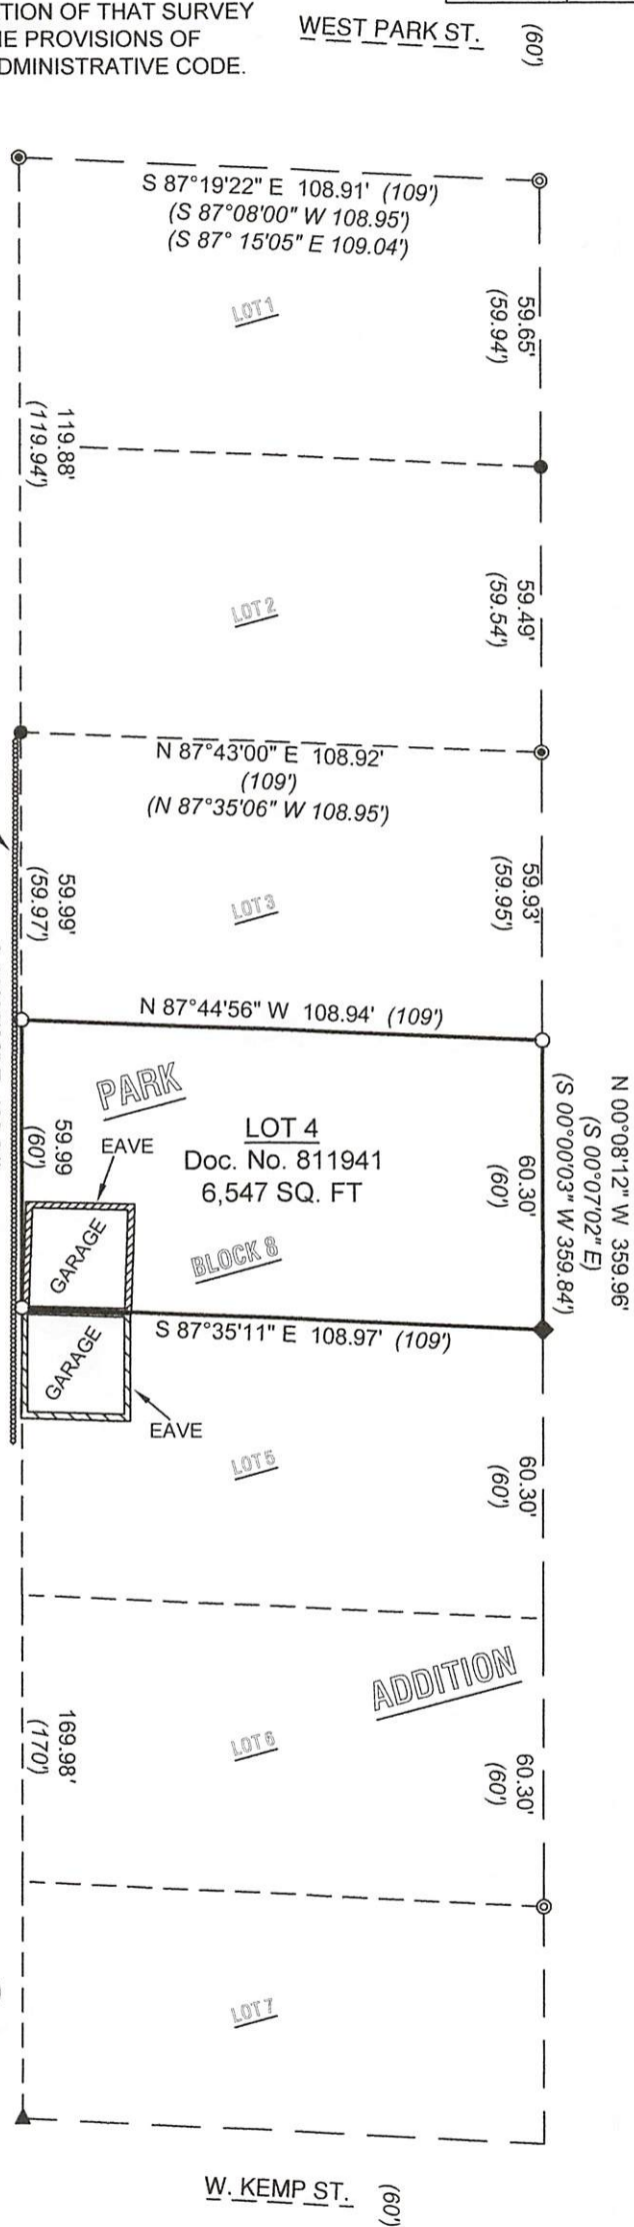 TION OF THAT SURVEY
IE PROVISIONS OF
DMINISTRATIVE CODE.
WEST PARK ST.
(60')
S 87°19'22" E 108.91' (109')
(S 87°08'00" W 108.95')
(S 87° 15'05" E 109.04')
LOT 1
59.65'
(59.94')
119.88'
(119.94')
LOT 2
59.49'
(59.54')
N 87°43'00" E 108.92'
(109')
(N 87°35'06" W 108.95')
59.99'
(59.97')
LOT 3
59.93'
(59.95')
N 87°44'56" W 108.94' (109')
PARK
LOT 4
Doc. No. 811941
6,547 SQ. FT
59.99
(60')
EAVE
GARAGE
BLOCK 8
60.30'
(60')
N 00°08'12" W 359.96'
(S 00°07'02" E)
(S 00°00'03" W 359.84')
S 87°35'11" E 108.97' (109')
GARAGE
EAVE
LOT 5
60.30'
(60')
ADDITION
169.98'
(170')
LOT 6
60.30'
(60')
LOT 7
W. KEMP ST.
(60')